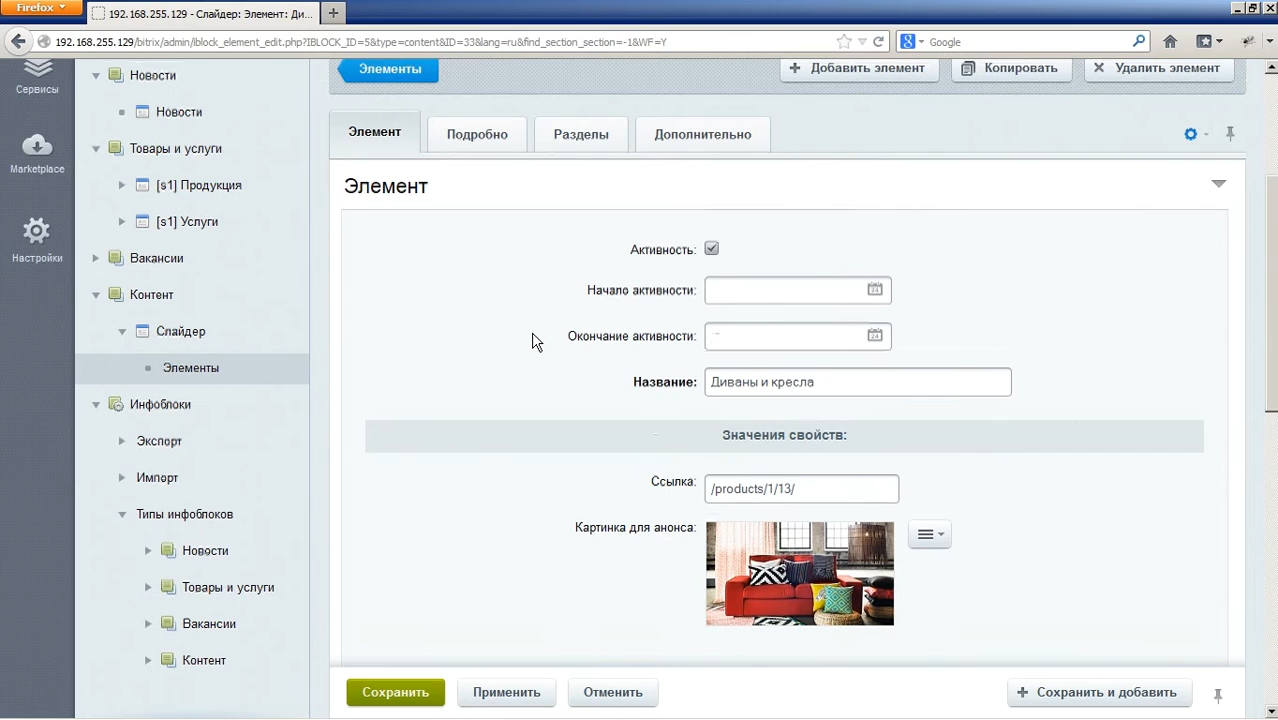 Firefox
192.168.255.129 - Слайдер: Элемент: Ди...
192.168.255.129/bitrix/admin/iblock_element_edit.php?IBLOCK_ID=5&type=content&ID=33&lang=ru&find_section_section=-1&WF=Y
Google
Сервисы
Marketplace
Настройки
Новости
Новости
Товары и услуги
[s1] Продукция
[s1] Услуги
Вакансии
Контент
Слайдер
Элементы
Инфоблоки
Экспорт
Импорт
Типы инфоблоков
Новости
Товары и услуги
Вакансии
Контент
Элементы
Добавить элемент
Копировать
Удалить элемент
Элемент
Подробно
Разделы
Дополнительно
Элемент
Активность:
Начало активности:
Окончание активности:
Название: Диваны и кресла
Значения свойств:
Ссылка: /products/1/13/
Картинка для анонса:
Сохранить
Применить
Отменить
Сохранить и добавить